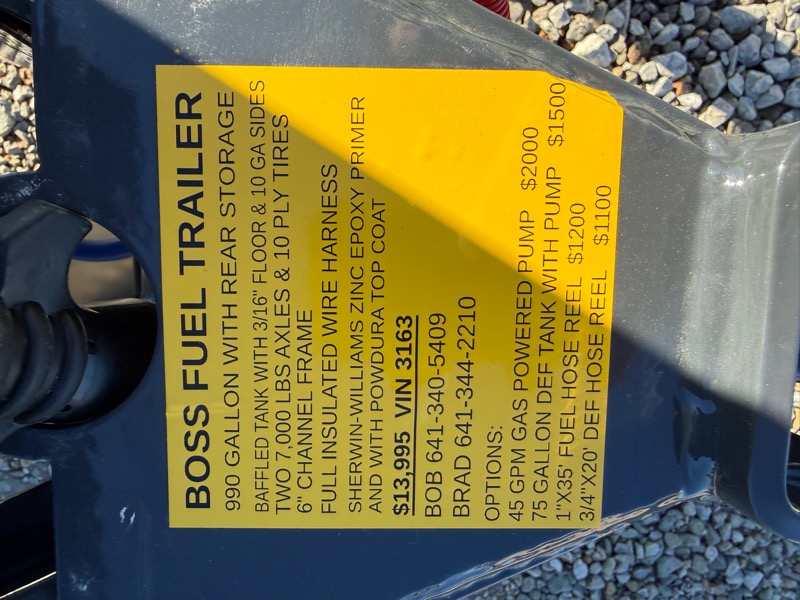 BOSS FUEL TRAILER
990 GALLON WITH REAR STORAGE
BAFFLED TANK WITH 3/16" FLOOR & 10 GA SIDES
TWO 7,000 LBS AXLES & 10 PLY TIRES
6" CHANNEL FRAME
FULL INSULATED WIRE HARNESS
SHERWIN-WILLIAMS ZINC EPOXY PRIMER
AND WITH POWDURA TOP COAT
$13,995 VIN 3163
BOB 641-340-5409
BRAD 641-344-2210
OPTIONS:
45 GPM GAS POWERED PUMP $2000
75 GALLON DEF TANK WITH PUMP $1500
1"X35' FUEL HOSE REEL $1200
3/4"X20' DEF HOSE REEL $1100